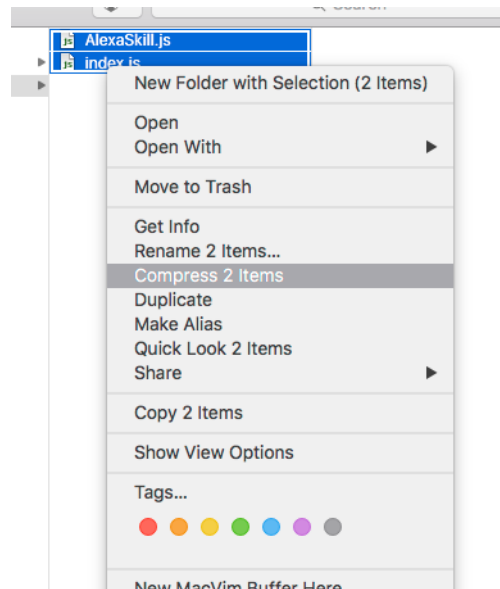 Search
AlexaSkill.js
index.js
New Folder with Selection (2 Items)
Open
Open With
Move to Trash
Get Info
Rename 2 Items...
Compress 2 Items
Duplicate
Make Alias
Quick Look 2 Items
Share
Copy 2 Items
Show View Options
Tags...
New MacVim Buffer Here